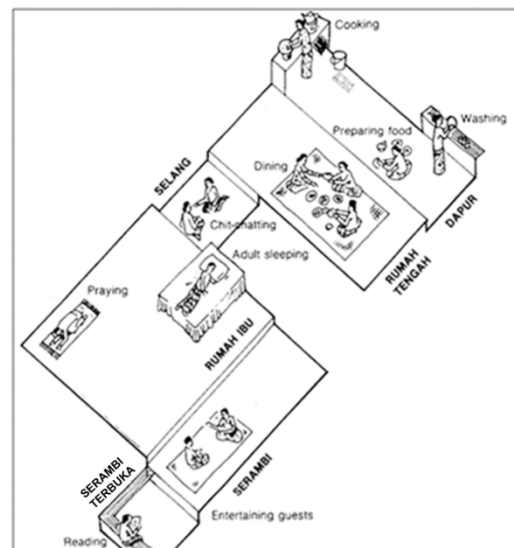 Cooking
Washing
Preparing food
Dining
SELANG
Chit-chatting
DAPUR
RUMAH
TENGAH
Adult sleeping
Praying
RUMAH IBU
SERAMBI
TERBUKA
SERAMBI
Entertaining guests
Reading